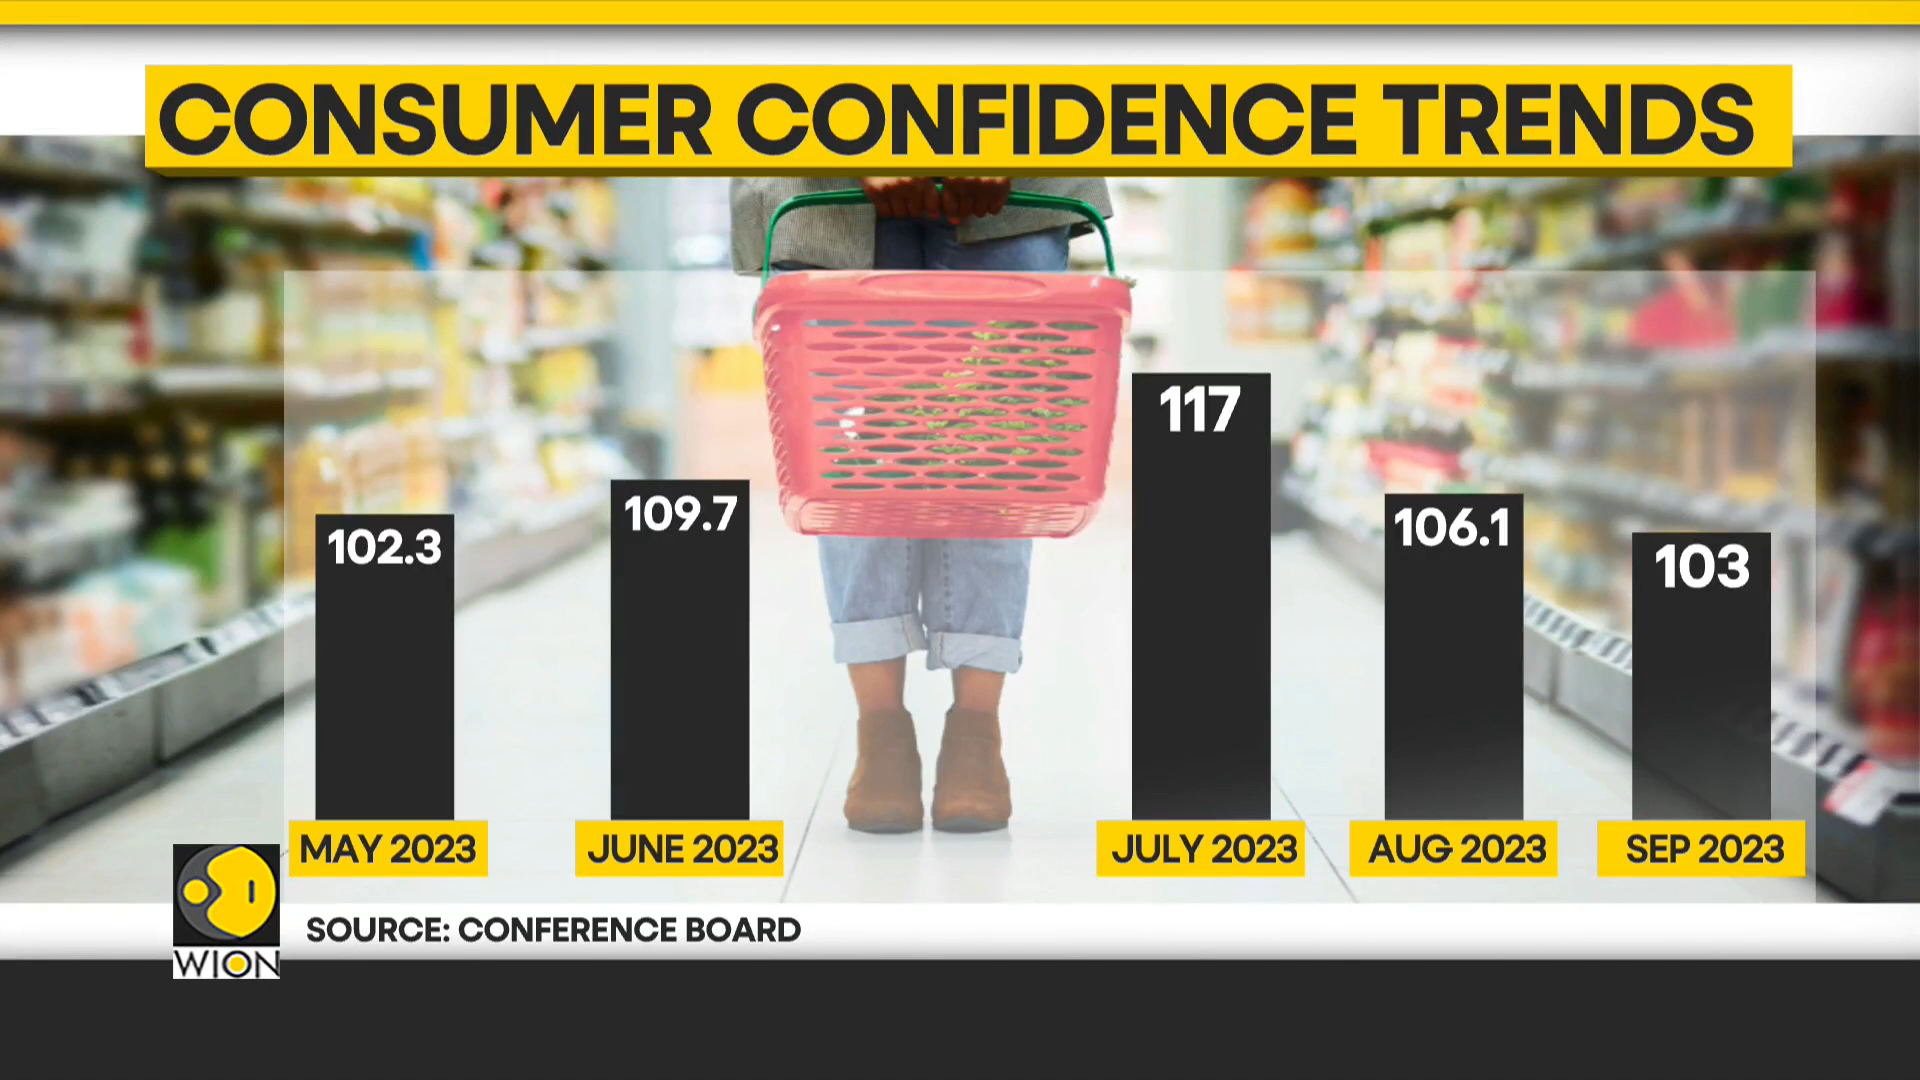 CONSUMER CONFIDENCE TRENDS
102.3
109.7
117
106.1
103
MAY 2023
JUNE 2023
JULY 2023
AUG 2023
SEP 2023
SOURCE: CONFERENCE BOARD
WION